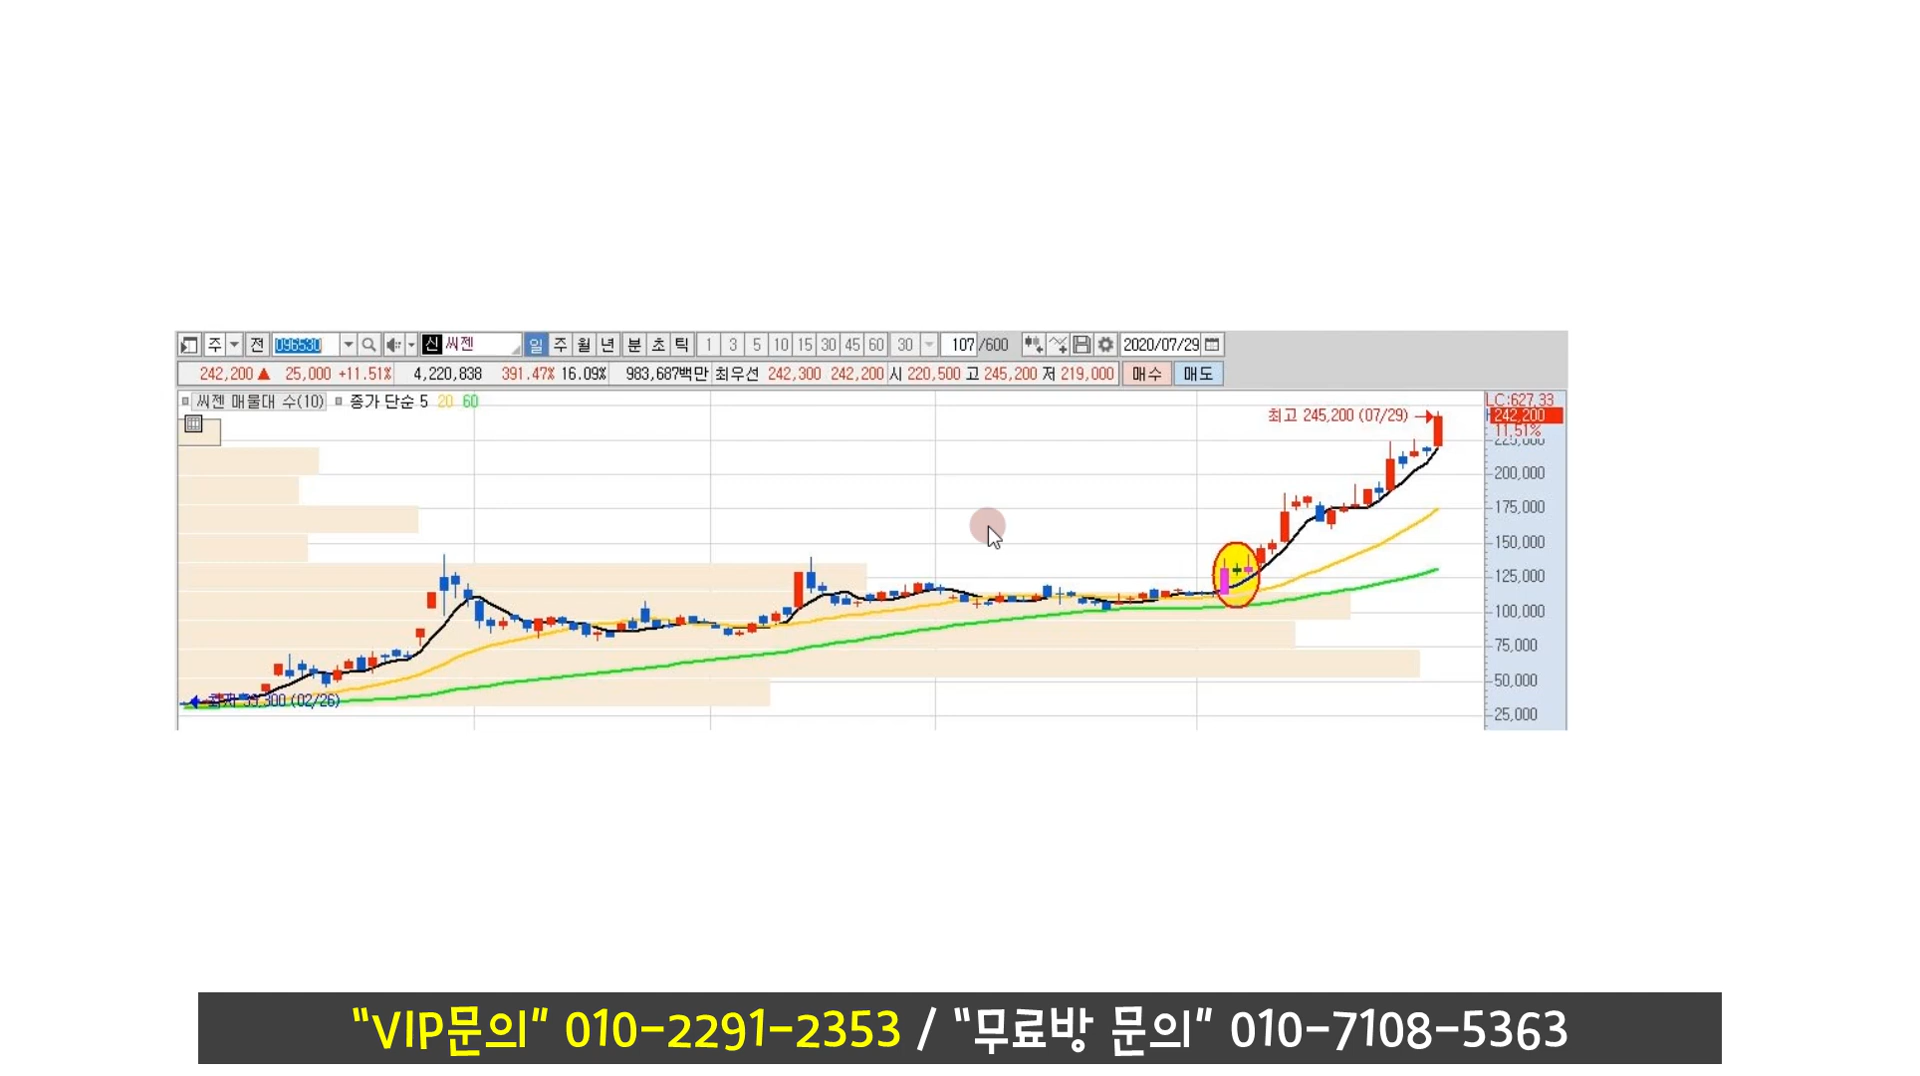 주 전 096530 신 씨젠 일 주 월 년 분 초 틱 1 3 5 10 15 30 45 60 30 107 /600 2020/07/29
242,200 ▲ 25,000 +11.51% 4,220,838 391.47% 16.09% 983,687백만 최우선 242,300 242,200 시 220,500 고 245,200 저 219,000 매수 매도
씨젠 매물대 수(10) 종가 단순 5 20 60
LC:627.33
최고 245,200 (07/29)
242,200
11.51%
225,000
200,000
175,000
150,000
125,000
100,000
75,000
50,000
(02/26)
25,000
"VIP문의" 010-2291-2353 / "무료방 문의" 010-7108-5363